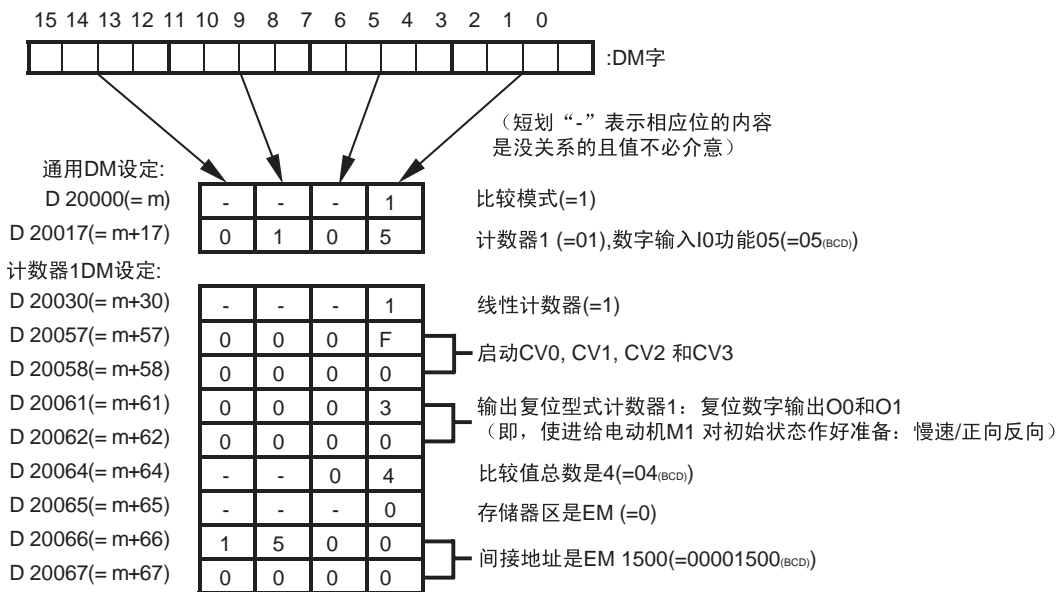 15 14 13 12 11 10 9 8 7 6 5 4 3 2 1 0
:DM字
（短划“-”表示相应位的内容
是没关系的且值不必介意）
通用DM设定:
D 20000(= m) - - - 1 比较模式(=1)
D 20017(= m+17) 0 1 0 5 计数器1 (=01),数字输入I0功能05(=05(BCD))
计数器1DM设定:
D 20030(= m+30) - - - 1 线性计数器(=1)
D 20057(= m+57) 0 0 0 F
启动CV0, CV1, CV2 和CV3
D 20058(= m+58) 0 0 0 0
D 20061(= m+61) 0 0 0 3 输出复位型式计数器1：复位数字输出O0和O1
D 20062(= m+62) 0 0 0 0 （即，使进给电动机M1 对初始状态作好准备：慢速/正向反向）
D 20064(= m+64) - - 0 4 比较值总数是4(=04(BCD))
D 20065(= m+65) - - - 0 存储器区是EM (=0)
D 20066(= m+66) 1 5 0 0
间接地址是EM 1500(=00001500(BCD))
D 20067(= m+67) 0 0 0 0